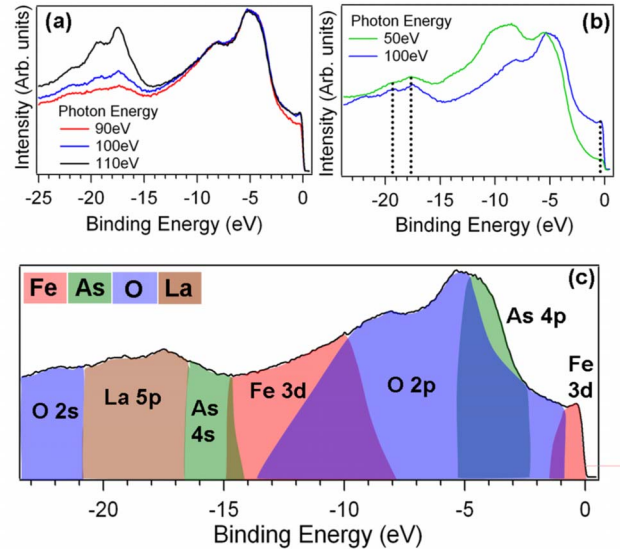 (a)
Intensity (Arb. units)
Photon Energy
90eV
100eV
110eV
-25 -20 -15 -10 -5 0
Binding Energy (eV)
(b)
Intensity (Arb. units)
Photon Energy
50eV
100eV
-20 -15 -10 -5 0
Binding Energy (eV)
(c)
Fe As O La
As 4p
Fe
3d
O 2s
La 5p
As
4s
Fe 3d
O 2p
-20 -15 -10 -5 0
Binding Energy (eV)